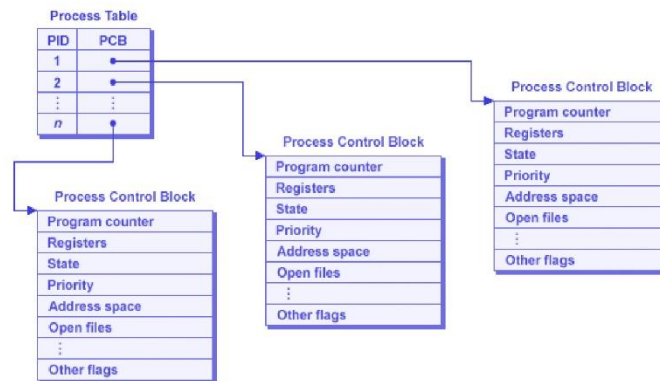 Process Table
PID PCB
1
2
⋮ ⋮
n
Process Control Block
Program counter
Registers
State
Priority
Address space
Open files
⋮
Other flags
Process Control Block
Program counter
Registers
State
Priority
Address space
Open files
⋮
Other flags
Process Control Block
Program counter
Registers
State
Priority
Address space
Open files
⋮
Other flags